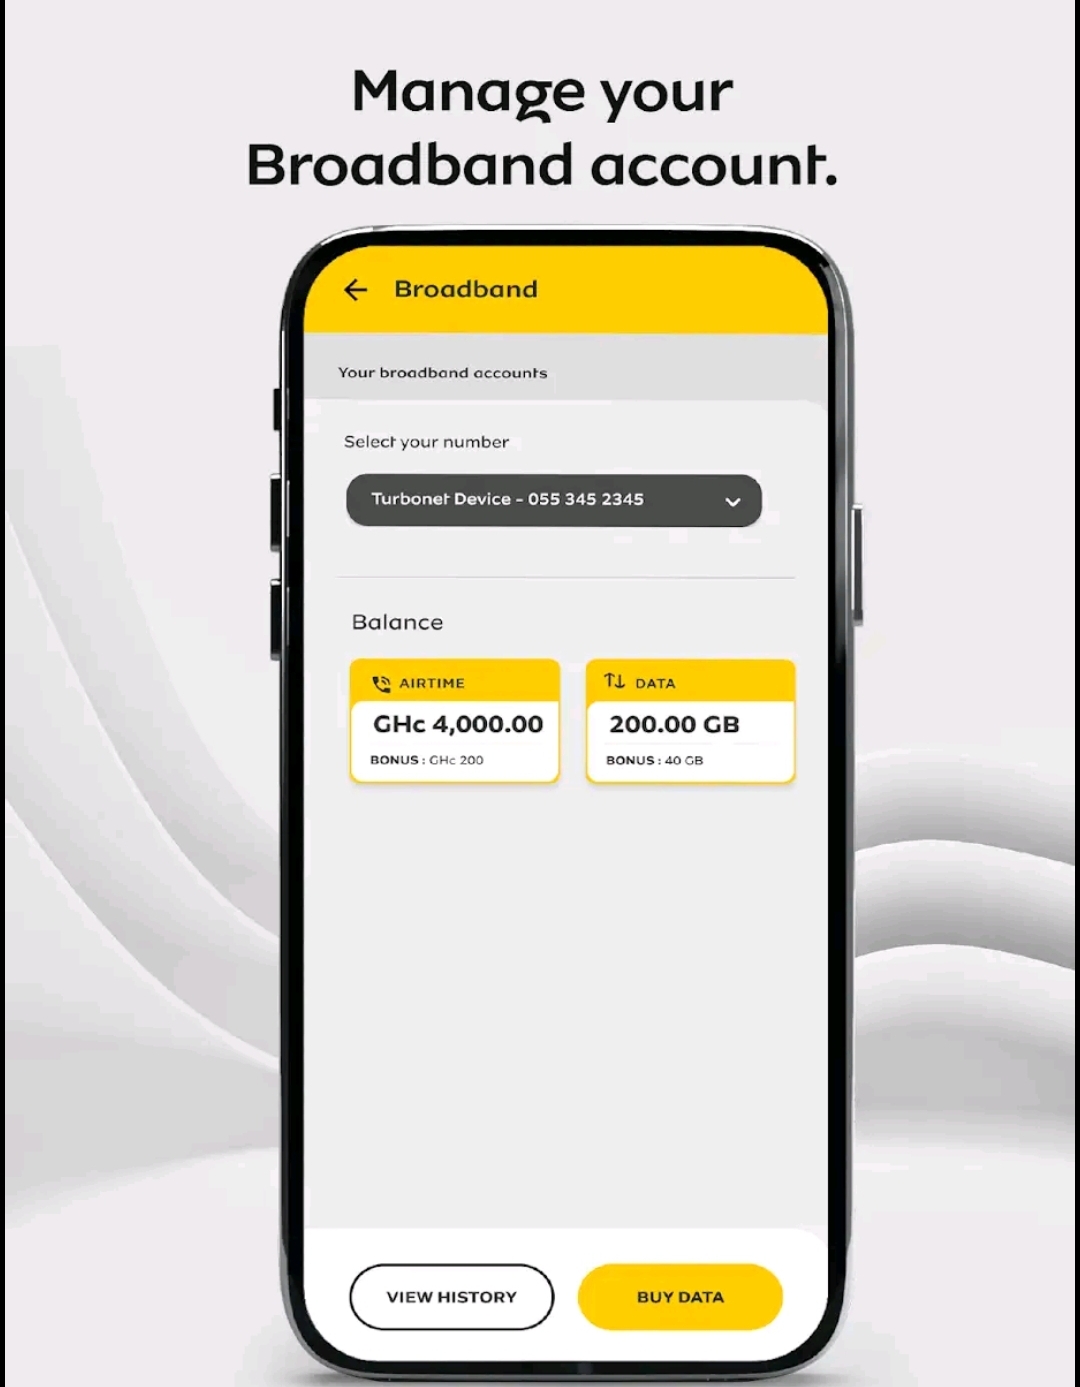 Manage your
Broadband account.
Broadband
Your broadband accounts
Select your number
Turbonet Device - 055 345 2345
Balance
AIRTIME
GHc 4,000.00
BONUS : GHc 200
DATA
200.00 GB
BONUS : 40 GB
VIEW HISTORY
BUY DATA